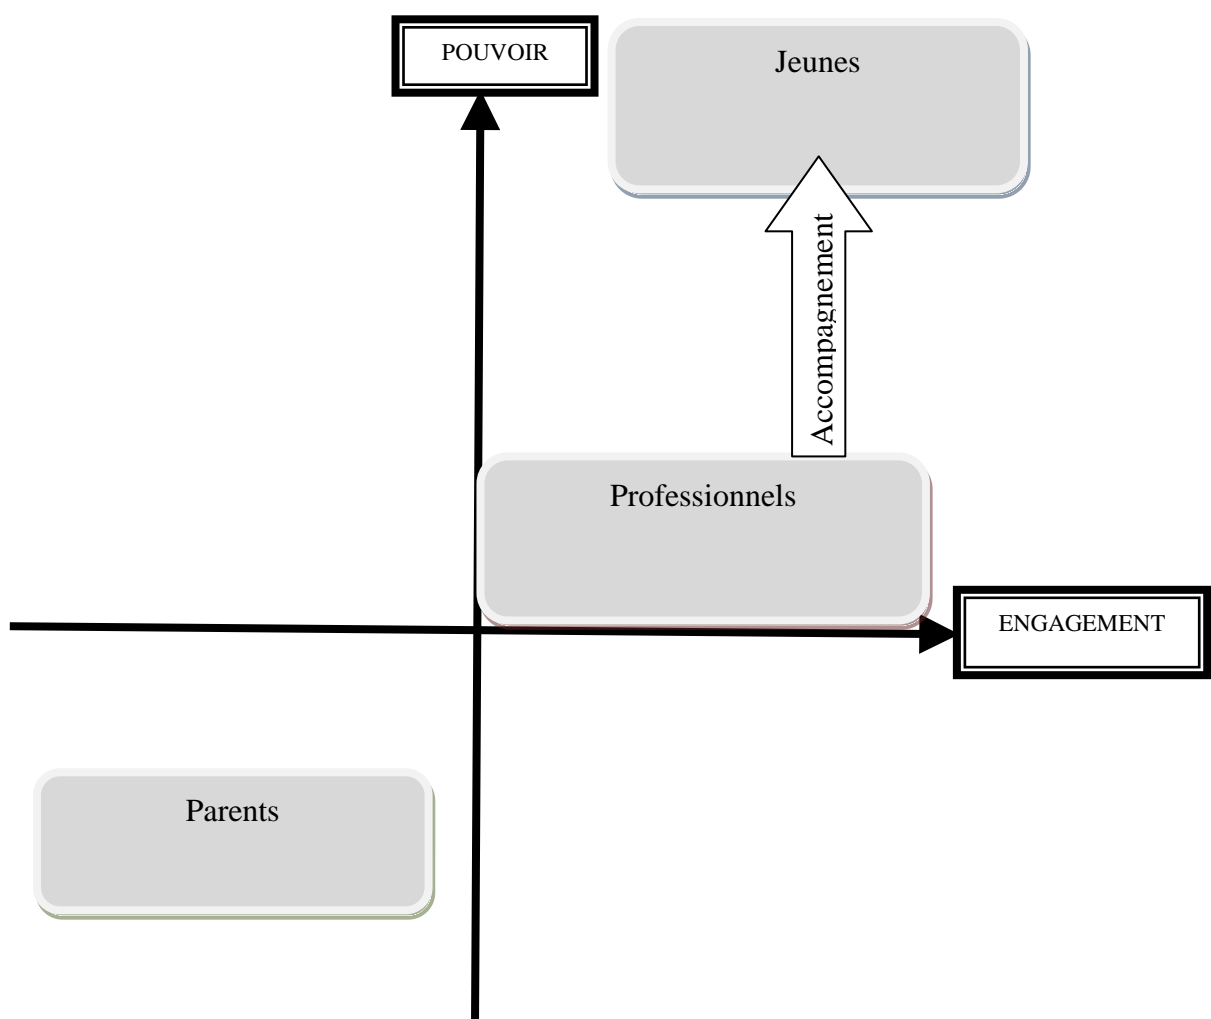 POUVOIR
Jeunes
Accompagnement
Professionnels
ENGAGEMENT
Parents